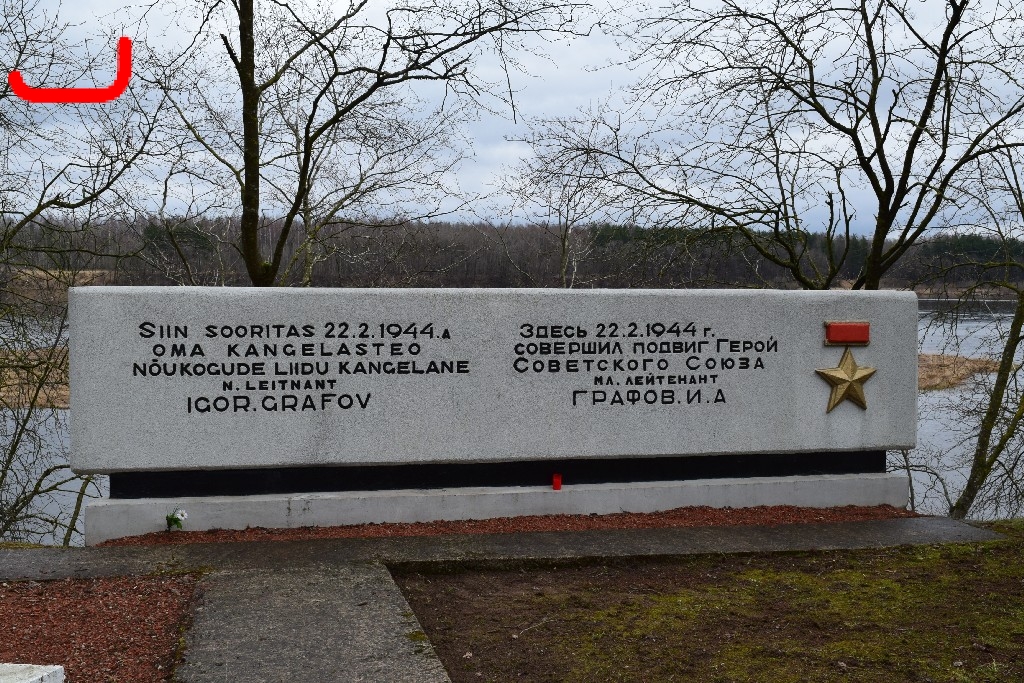 SIIN SOORITAS 22.2.1944.A
OMA KANGELASTEO
NÕUKOGUDE LIIDU KANGELANE
N. LEITNANT
IGOR.GRAFOV
ЗДЕСЬ 22.2.1944 г.
СОВЕРШИЛ ПОДВИГ ГЕРОЙ
СОВЕТСКОГО СОЮЗА
МЛ. ЛЕЙТЕНАНТ
ГРАФОВ.И.А